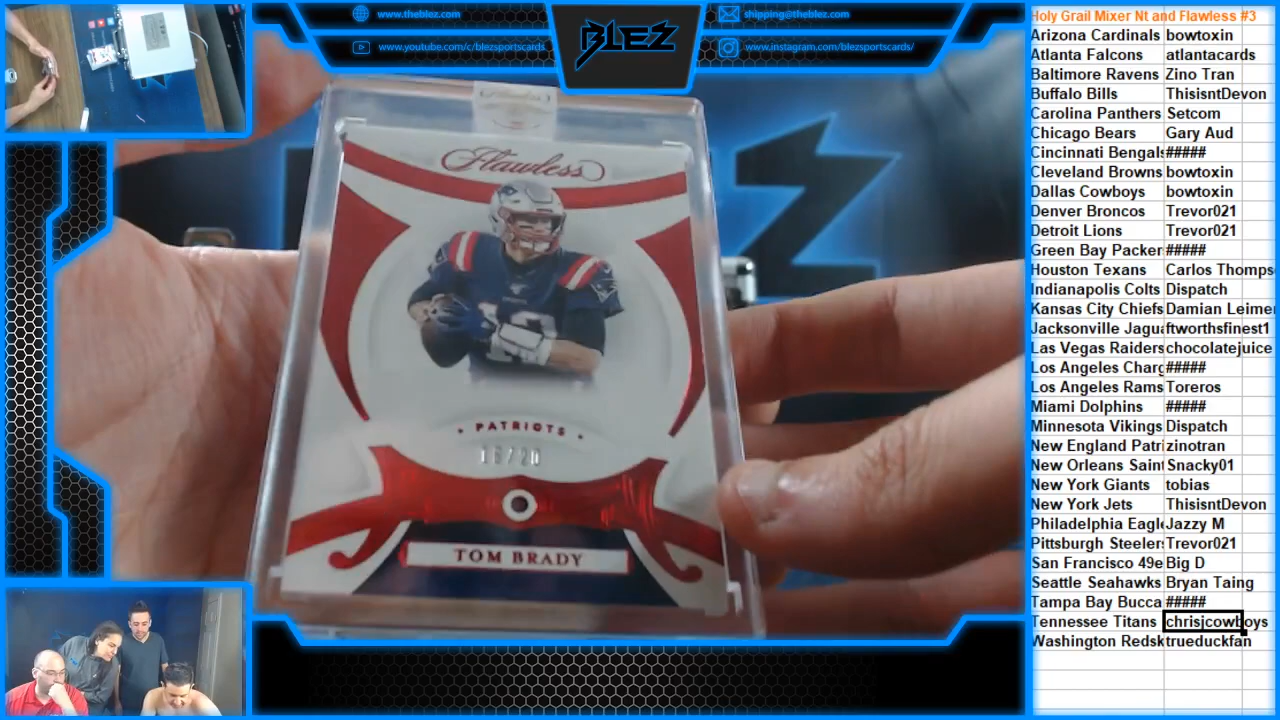 www.theblez.com
www.youtube.com/c/blezsportscards
BLEZ
shipping@theblez.com
www.instagram.com/blezsportscards/
Flawless
PATRIOTS
16/20
TOM BRADY
Holy Grail Mixer Nt and Flawless #3
Arizona Cardinals bowtoxin
Atlanta Falcons atlantacards
Baltimore Ravens Zino Tran
Buffalo Bills ThisisntDevon
Carolina Panthers Setcom
Chicago Bears Gary Aud
Cincinnati Bengals #####
Cleveland Browns bowtoxin
Dallas Cowboys bowtoxin
Denver Broncos Trevor021
Detroit Lions Trevor021
Green Bay Packer #####
Houston Texans Carlos Thomps
Indianapolis Colts Dispatch
Kansas City Chiefs Damian Leimer
Jacksonville Jagua ftworthsfinest1
Las Vegas Raiders chocolatejuice
Los Angeles Charg #####
Los Angeles Rams Toreros
Miami Dolphins #####
Minnesota Vikings Dispatch
New England Patri zinotran
New Orleans Saint Snacky01
New York Giants tobias
New York Jets ThisisntDevon
Philadelphia Eagle Jazzy M
Pittsburgh Steelers Trevor021
San Francisco 49e Big D
Seattle Seahawks Bryan Taing
Tampa Bay Bucca #####
Tennessee Titans chrisjcowboys
Washington Redsk trueduckfan